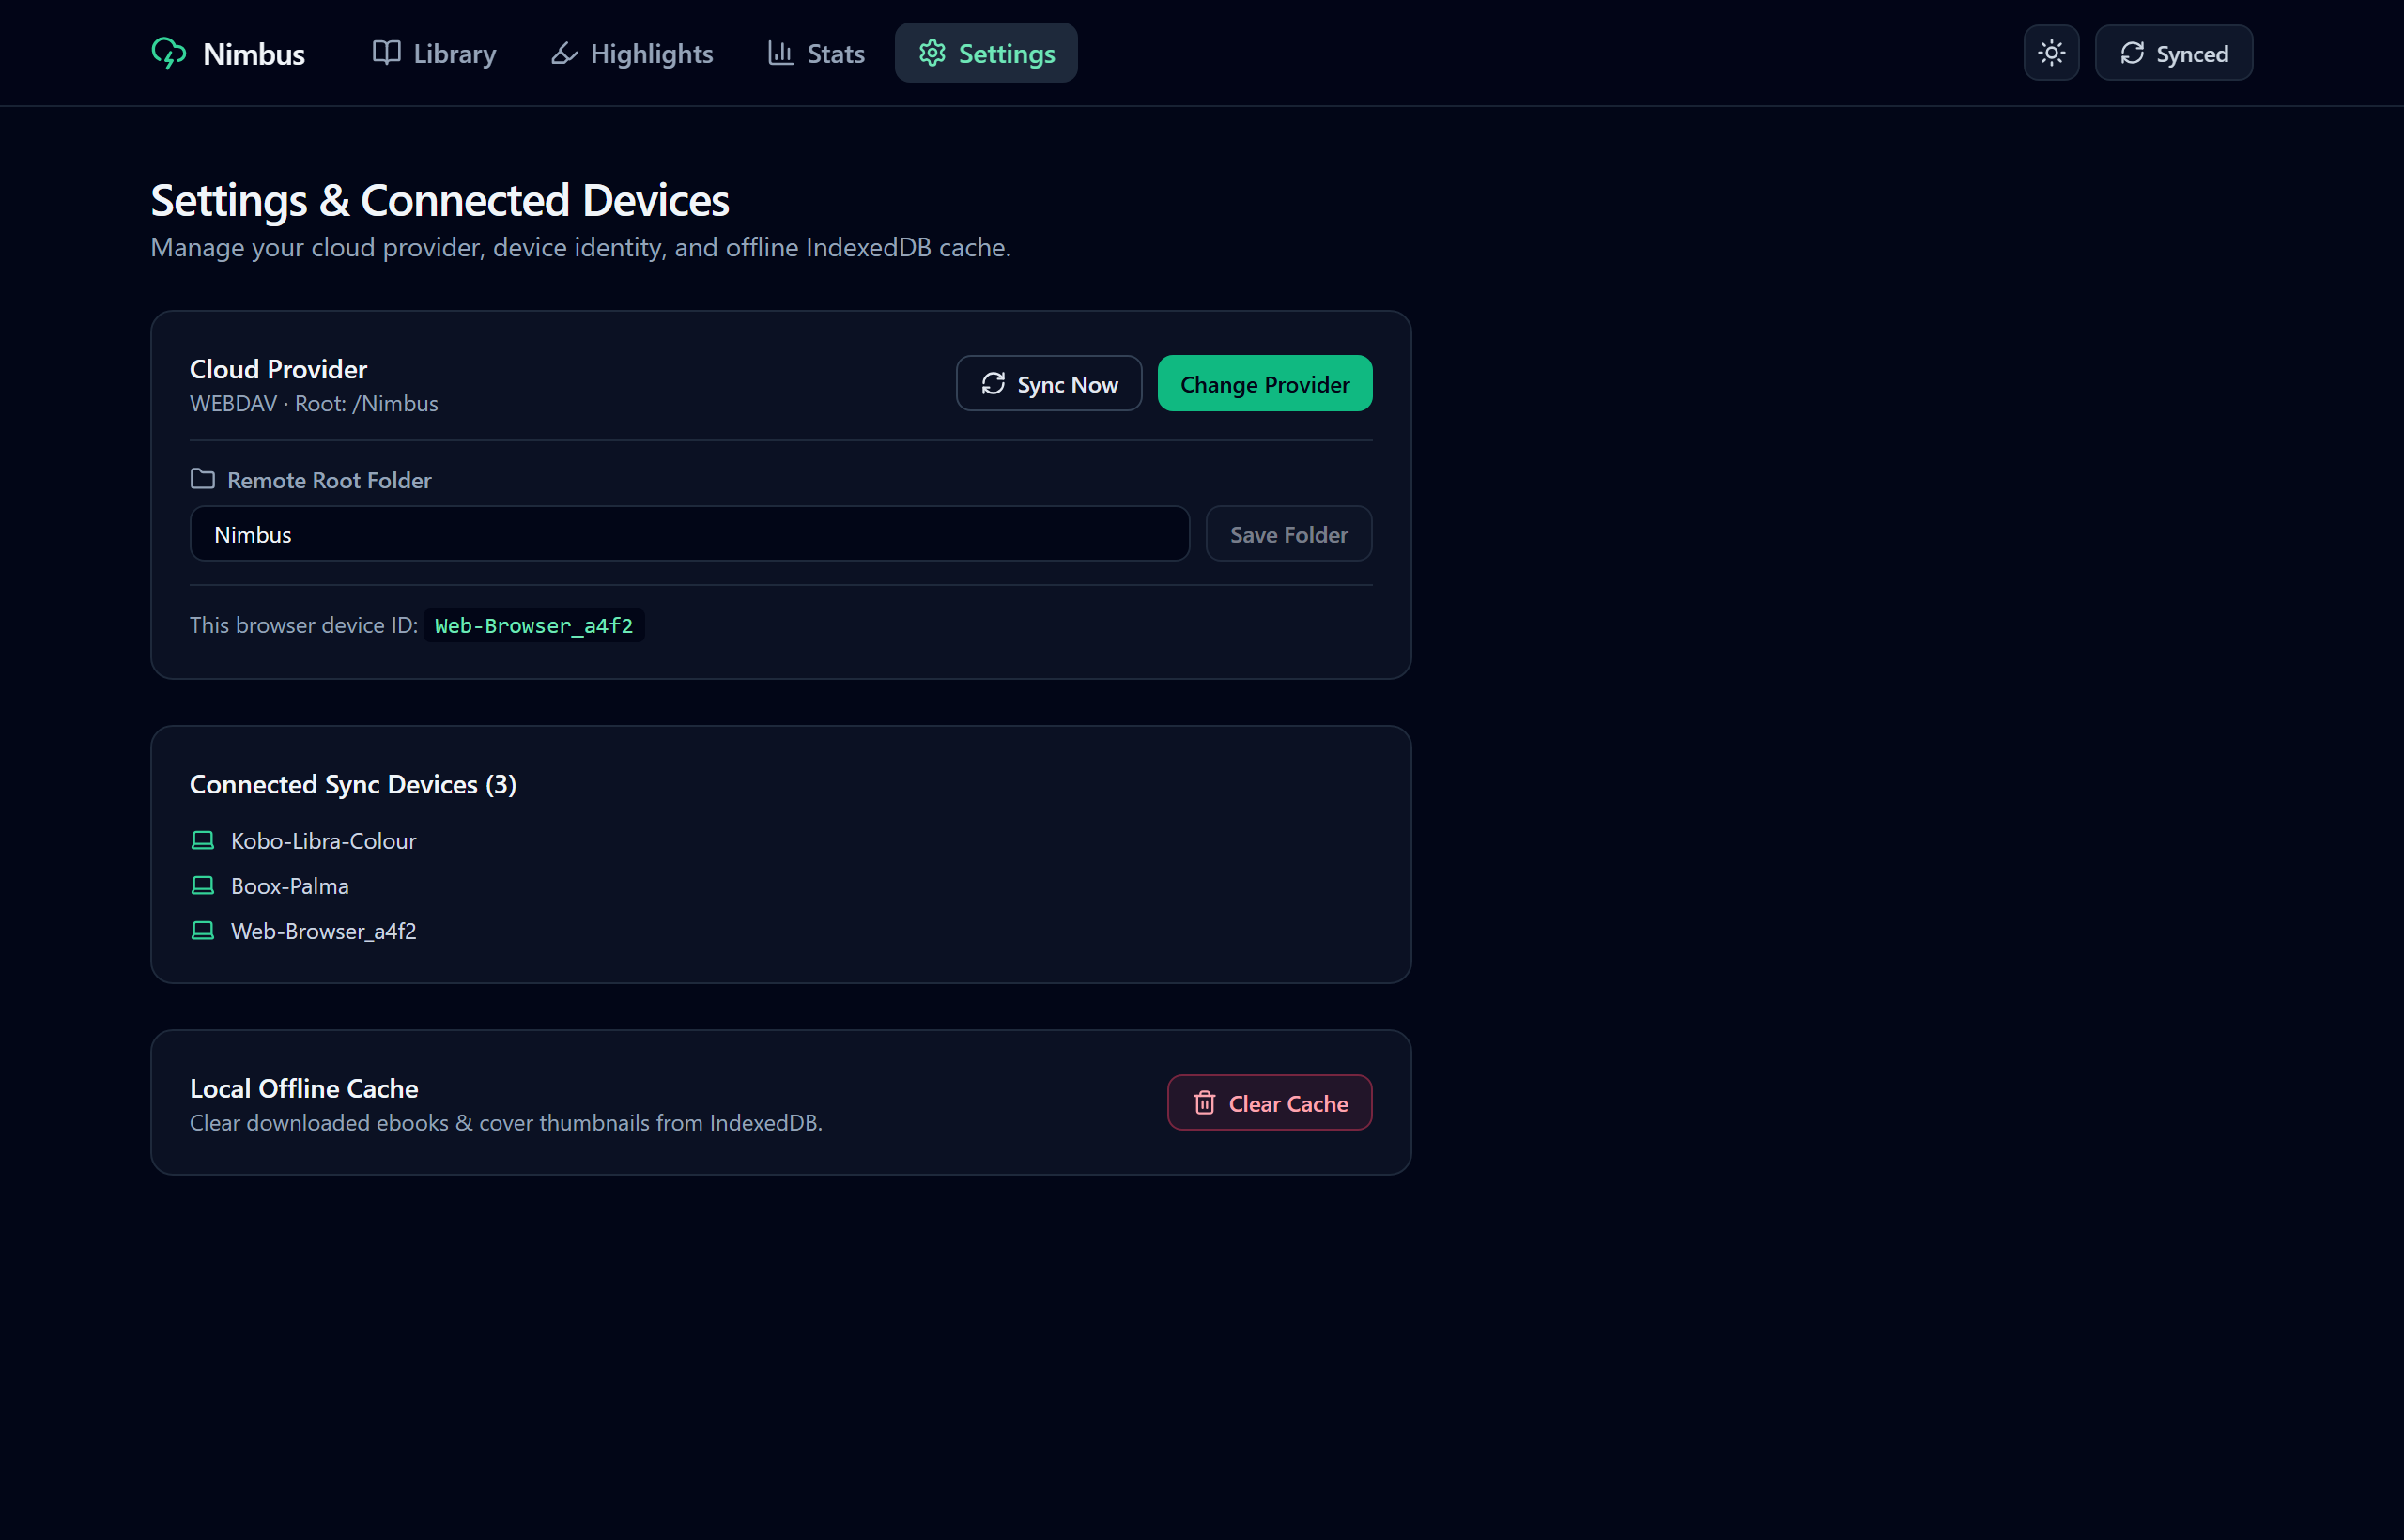 Nimbus
Library
Highlights
Stats
Settings
Synced
Settings & Connected Devices
Manage your cloud provider, device identity, and offline IndexedDB cache.
Cloud Provider
WEBDAV · Root: /Nimbus
Sync Now
Change Provider
Remote Root Folder
Nimbus
Save Folder
This browser device ID: Web-Browser_a4f2
Connected Sync Devices (3)
Kobo-Libra-Colour
Boox-Palma
Web-Browser_a4f2
Local Offline Cache
Clear downloaded ebooks & cover thumbnails from IndexedDB.
Clear Cache